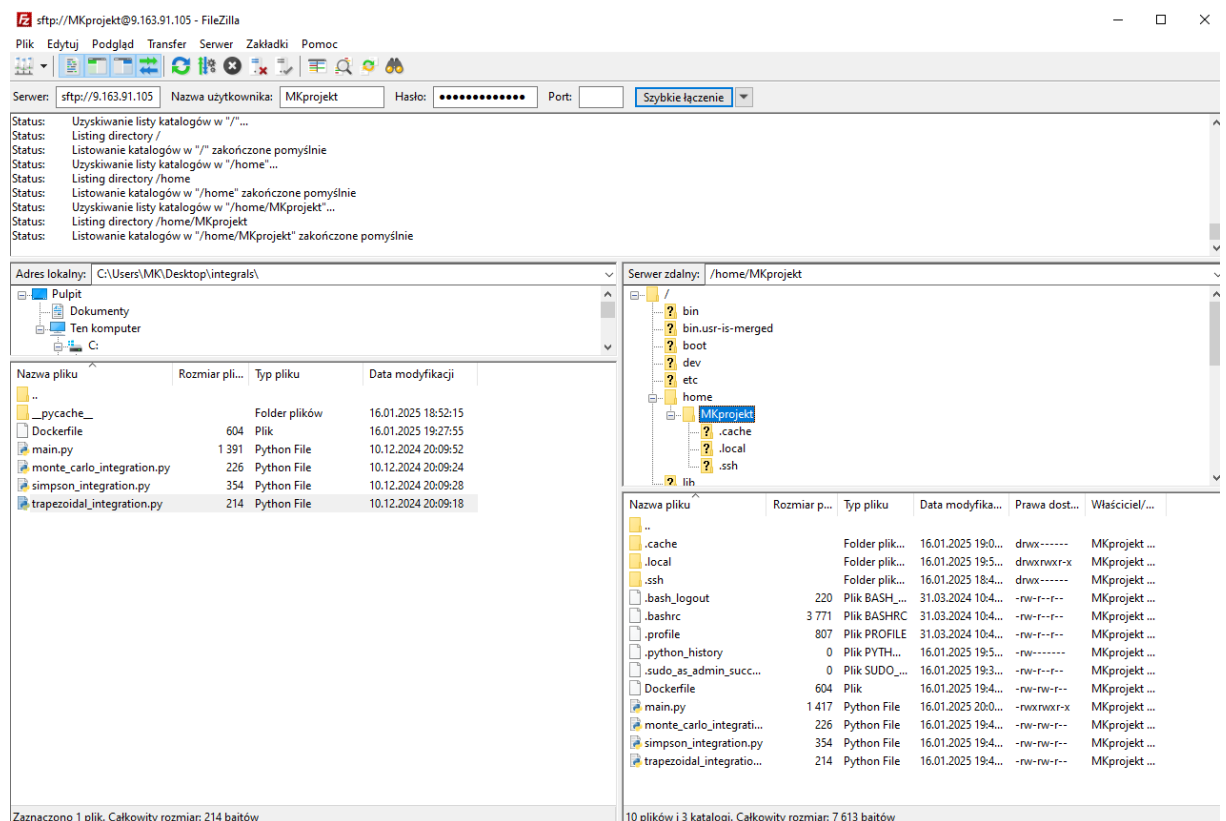 sftp://MKprojekt@9.163.91.105 - FileZilla
Plik Edytuj Podgląd Transfer Serwer Zakładki Pomoc
Serwer: sftp://9.163.91.105 Nazwa użytkownika: MKprojekt Hasło: ●●●●●●●●●●●●● Port: Szybkie łączenie
Status: Uzyskiwanie listy katalogów w "/"...
Status: Listing directory /
Status: Listowanie katalogów w "/" zakończone pomyślnie
Status: Uzyskiwanie listy katalogów w "/home"...
Status: Listing directory /home
Status: Listowanie katalogów w "/home" zakończone pomyślnie
Status: Uzyskiwanie listy katalogów w "/home/MKprojekt"...
Status: Listing directory /home/MKprojekt
Status: Listowanie katalogów w "/home/MKprojekt" zakończone pomyślnie
Adres lokalny: C:\Users\MK\Desktop\integrals\
Pulpit
Dokumenty
Ten komputer
C:
Nazwa pliku Rozmiar pli... Typ pliku Data modyfikacji
..
__pycache__ Folder plików 16.01.2025 18:52:15
Dockerfile 604 Plik 16.01.2025 19:27:55
main.py 1 391 Python File 10.12.2024 20:09:52
monte_carlo_integration.py 226 Python File 10.12.2024 20:09:24
simpson_integration.py 354 Python File 10.12.2024 20:09:28
trapezoidal_integration.py 214 Python File 10.12.2024 20:09:18
Zaznaczono 1 plik. Całkowity rozmiar: 214 bajtów
Serwer zdalny: /home/MKprojekt
/
bin
bin.usr-is-merged
boot
dev
etc
home
MKprojekt
.cache
.local
.ssh
lib
Nazwa pliku Rozmiar p... Typ pliku Data modyfika... Prawa dost... Właściciel/...
..
.cache Folder plik... 16.01.2025 19:0... drwx------ MKprojekt ...
.local Folder plik... 16.01.2025 19:5... drwxrwxr-x MKprojekt ...
.ssh Folder plik... 16.01.2025 18:4... drwx------ MKprojekt ...
.bash_logout 220 Plik BASH_... 31.03.2024 10:4... -rw-r--r-- MKprojekt ...
.bashrc 3 771 Plik BASHRC 31.03.2024 10:4... -rw-r--r-- MKprojekt ...
.profile 807 Plik PROFILE 31.03.2024 10:4... -rw-r--r-- MKprojekt ...
.python_history 0 Plik PYTH... 16.01.2025 19:5... -rw------- MKprojekt ...
.sudo_as_admin_succ... 0 Plik SUDO_... 16.01.2025 19:3... -rw-r--r-- MKprojekt ...
Dockerfile 604 Plik 16.01.2025 19:4... -rw-rw-r-- MKprojekt ...
main.py 1 417 Python File 16.01.2025 20:0... -rwxrwxr-x MKprojekt ...
monte_carlo_integrati... 226 Python File 16.01.2025 19:4... -rw-rw-r-- MKprojekt ...
simpson_integration.py 354 Python File 16.01.2025 19:4... -rw-rw-r-- MKprojekt ...
trapezoidal_integratio... 214 Python File 16.01.2025 19:4... -rw-rw-r-- MKprojekt ...
10 plików i 3 katalogi. Całkowity rozmiar: 7 613 bajtów